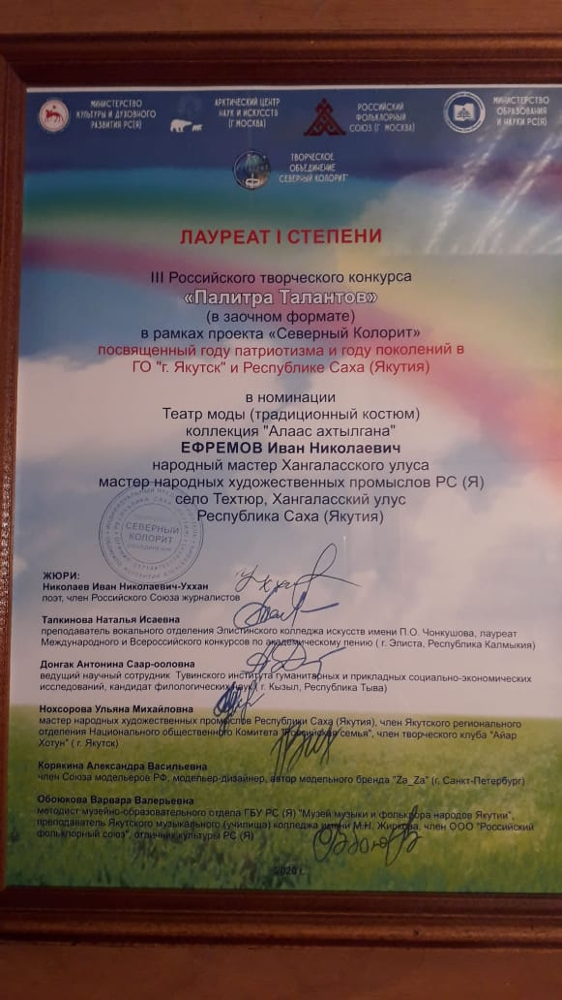 МИНИСТЕРСТВО
КУЛЬТУРЫ И ДУХОВНОГО
РАЗВИТИЯ РС(Я)
АРКТИЧЕСКИЙ ЦЕНТР
НАУК И ИСКУССТВ
(Г МОСКВА)
РОССИЙСКИЙ
ФОЛЬКЛОРНЫЙ
СОЮЗ (Г МОСКВА)
МИНИСТЕРСТВО
ОБРАЗОВАНИЯ
И НАУКИ РС(Я)
ТВОРЧЕСКОЕ
ОБЪЕДИНЕНИЕ
"СЕВЕРНЫЙ КОЛОРИТ"
ЛАУРЕАТ I СТЕПЕНИ
III Российского творческого конкурса
«Палитра Талантов»
(в заочном формате)
в рамках проекта «Северный Колорит»
посвященный году патриотизма и году поколений в
ГО "г. Якутск" и Республике Саха (Якутия)
в номинации
Театр моды (традиционный костюм)
коллекция "Алаас ахтылгана"
ЕФРЕМОВ Иван Николаевич
народный мастер Хангаласского улуса
мастер народных художественных промыслов РС (Я)
село Техтюр, Хангаласский улус
Республика Саха (Якутия)
СЕВЕРНЫЙ
КОЛОРИТ
ЖЮРИ:
Николаев Иван Николаевич-Уххан
поэт, член Российского Союза журналистов
Тапкинова Наталья Исаевна
преподаватель вокального отделения Элистинского колледжа искусств имени П.О. Чонкушова, лауреат
Международного и Всероссийского конкурсов по академическому пению ( г. Элиста, Республика Калмыкия)
Донгак Антонина Саар-ооловна
ведущий научный сотрудник Тувинского института гуманитарных и прикладных социально-экономических
исследований, кандидат филологических наук ( г. Кызыл, Республика Тыва)
Нохсорова Ульяна Михайловна
мастер народных художественных промыслов Республики Саха (Якутия), член Якутского регионального
отделения Национального общественного Комитета "Российская семья", член творческого клуба "Айар
Хотун" ( г. Якутск)
Корякина Александра Васильевна
член Союза модельеров РФ, модельер-дизайнер, автор модельного бренда "Za_Za" (г. Санкт-Петербург)
Обоюкова Варвара Валерьевна
методист музейно-образовательного отдела ГБУ РС (Я) "Музей музыки и фольклора народов Якутии",
преподаватель Якутского музыкального (училища) колледжа имени М.Н. Жиркова, член ООО "Российский
фольклорный союз", отличник культуры РС (Я)
2020 г.